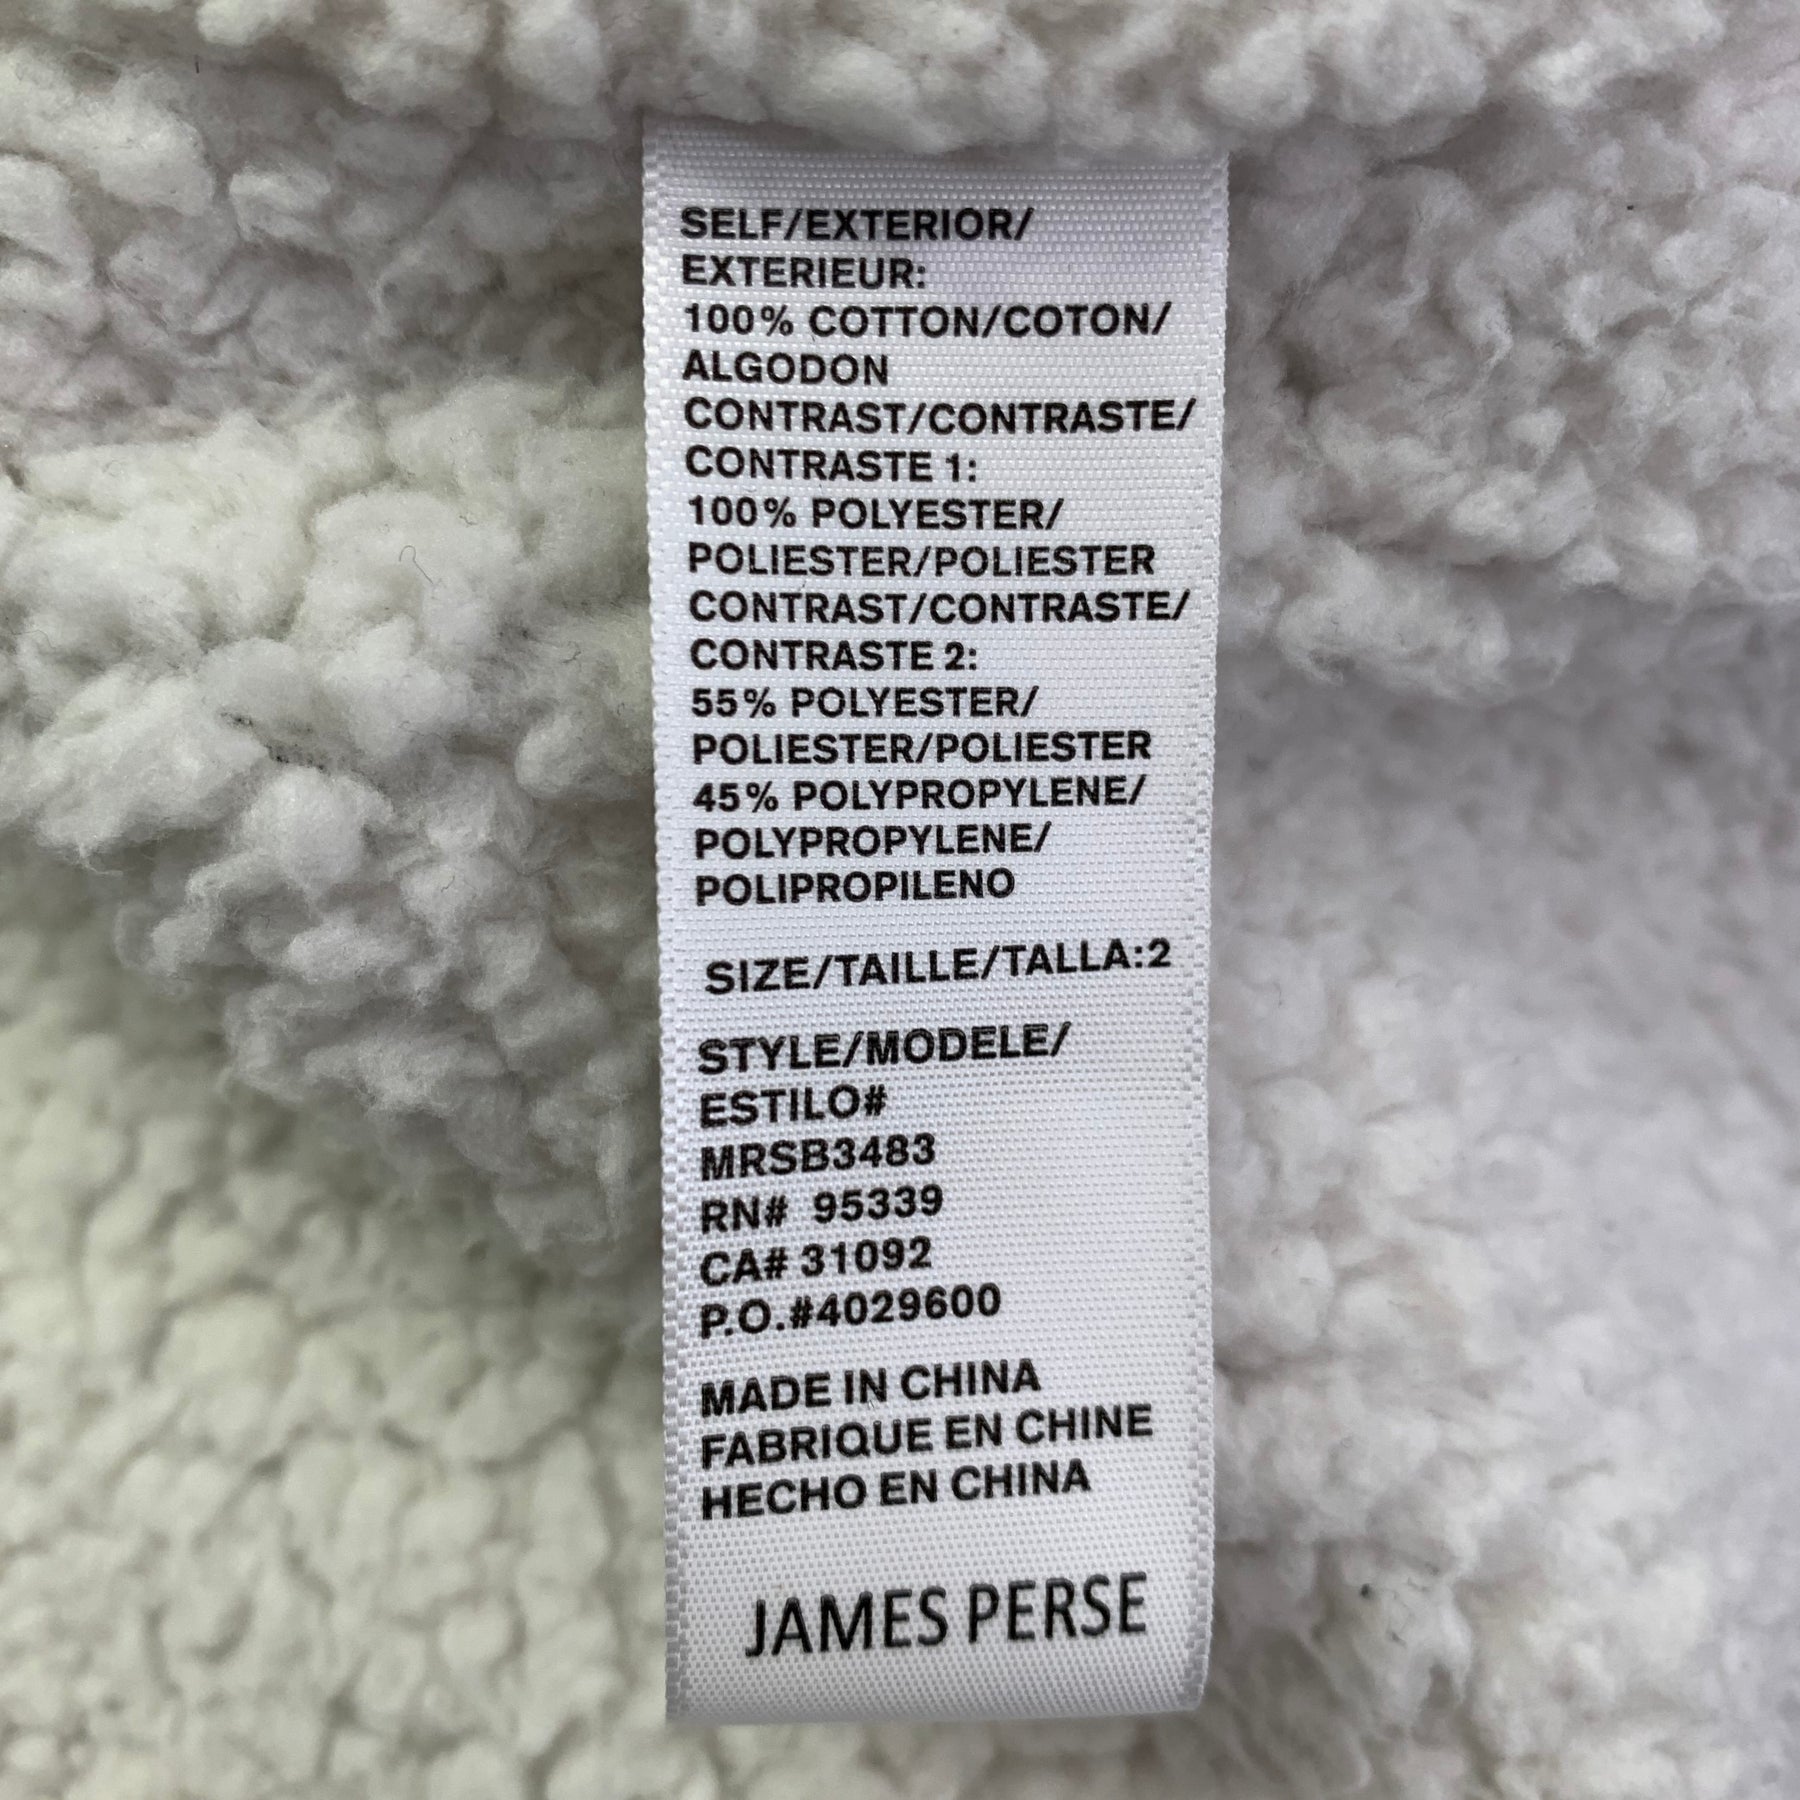 SELF/EXTERIOR/
EXTERIEUR:
100% COTTON/COTON/
ALGODON
CONTRAST/CONTRASTE/
CONTRASTE 1:
100% POLYESTER/
POLIESTER/POLIESTER
CONTRAST/CONTRASTE/
CONTRASTE 2:
55% POLYESTER/
POLIESTER/POLIESTER
45% POLYPROPYLENE/
POLYPROPYLENE/
POLIPROPILENO
SIZE/TAILLE/TALLA:2
STYLE/MODELE/
ESTILO#
MRSB3483
RN# 95339
CA# 31092
P.O.#4029600
MADE IN CHINA
FABRIQUE EN CHINE
HECHO EN CHINA
JAMES PERSE